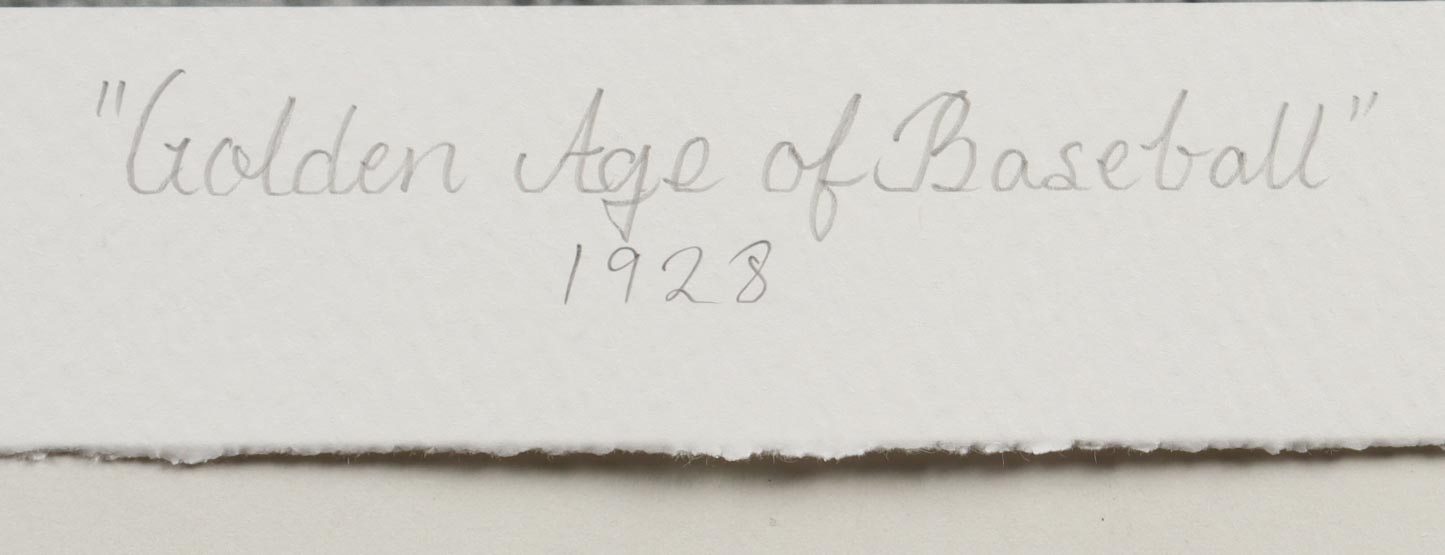 "Golden Age of Baseball"
1928